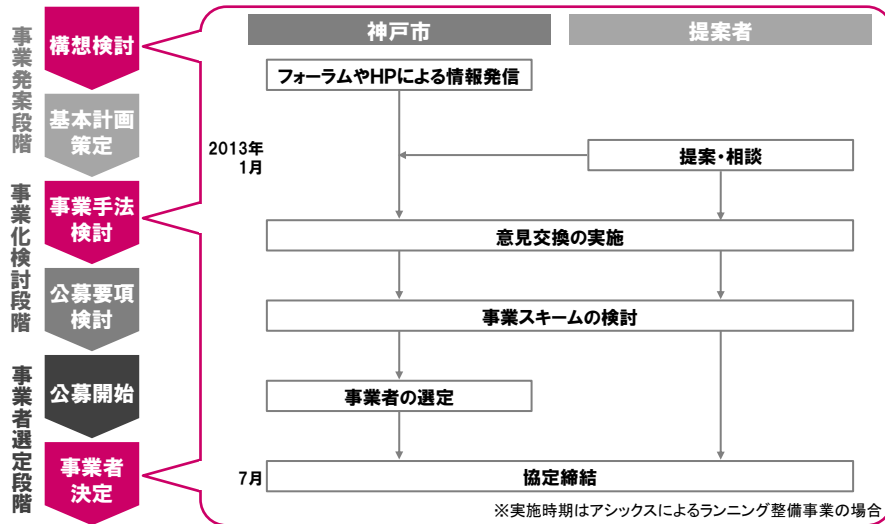 事業発案段階
構想検討
基本計画
策定
事業化検討段階
事業手法
検討
公募要項
検討
事業者選定段階
公募開始
事業者
決定
神戸市
提案者
フォーラムやHPによる情報発信
2013年
1月
提案・相談
意見交換の実施
事業スキームの検討
事業者の選定
7月
協定締結
※実施時期はアシックスによるランニング整備事業の場合